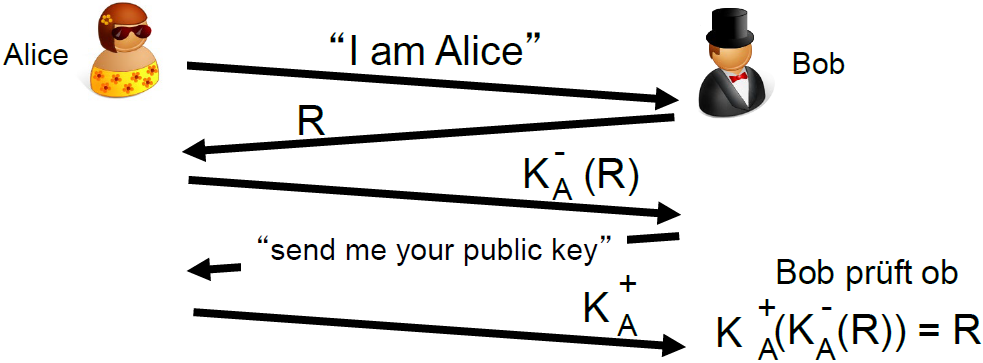 Alice
“I am Alice”
Bob
R
K_A^- (R)
“send me your public key”
K_A^+
Bob prüft ob
K_A^+(K_A^-(R)) = R